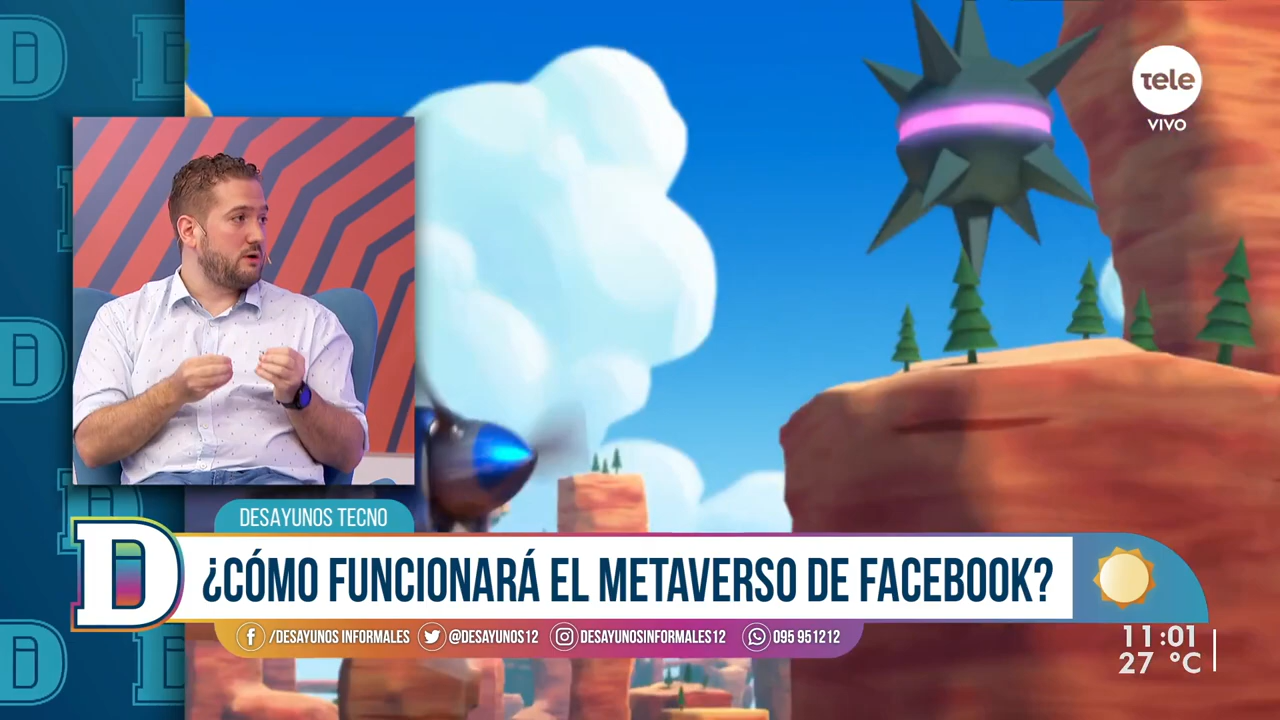 tele
VIVO
DESAYUNOS TECNO
D
¿CÓMO FUNCIONARÁ EL METAVERSO DE FACEBOOK?
/DESAYUNOS INFORMALES @DESAYUNOS12 DESAYUNOSINFORMALES12 095 951212
11:01
27 °C